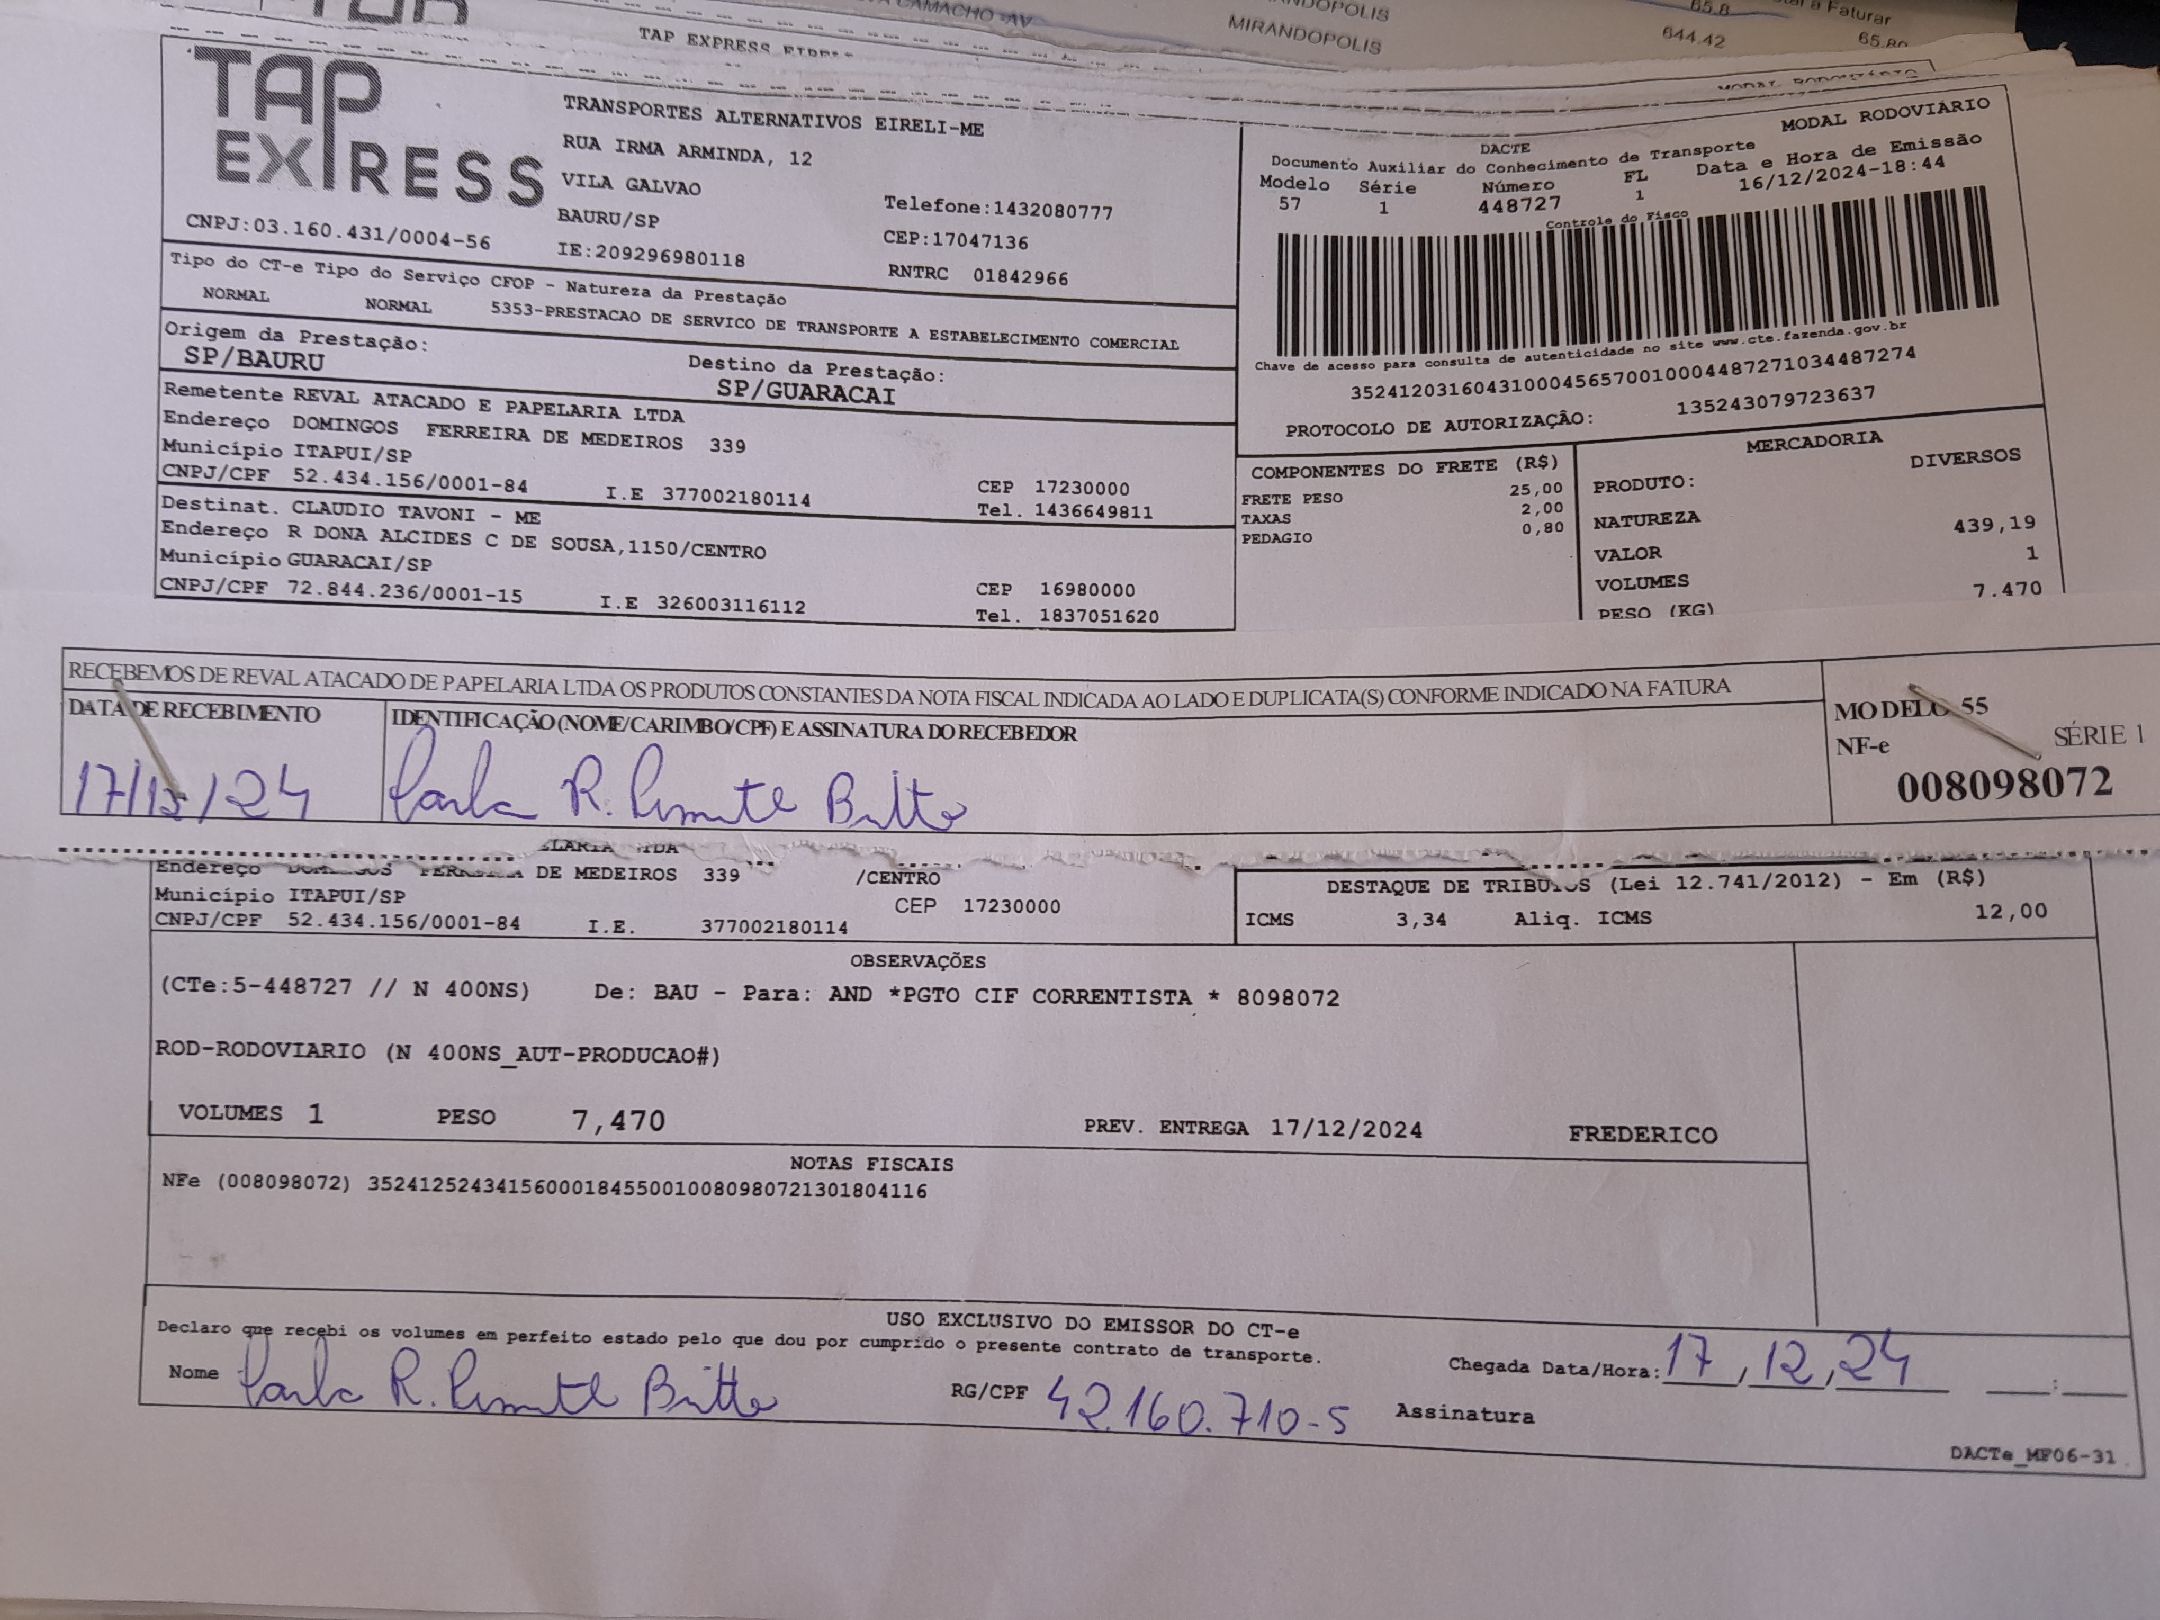 CAMACHO -AV
MIRANDOPOLIS
MIRANDOPOLIS
65.8
a Faturar
644.42
65.80
TAP EXPRESS
MODAL RODOVIÁRIO
TAP EXPRESS
CNPJ:03.160.431/0004-56
TRANSPORTES ALTERNATIVOS EIRELI-ME
RUA IRMA ARMINDA, 12
VILA GALVAO
BAURU/SP
IE:209296980118
Telefone:1432080777
CEP:17047136
RNTRC 01842966
MODAL RODOVIÁRIO
DACTE
Documento Auxiliar do Conhecimento de Transporte
Modelo Série Número FL Data e Hora de Emissão
57 1 448727 1 16/12/2024-18:44
Controle do Fisco
Chave de acesso para consulta de autenticidade no site www.cte.fazenda.gov.br
35241203160431000456570010004487271034487274
PROTOCOLO DE AUTORIZAÇÃO: 135243079723637
Tipo do CT-e Tipo do Serviço CFOP - Natureza da Prestação
NORMAL NORMAL 5353-PRESTACAO DE SERVICO DE TRANSPORTE A ESTABELECIMENTO COMERCIAL
Origem da Prestação: Destino da Prestação:
SP/BAURU SP/GUARACAI
Remetente REVAL ATACADO E PAPELARIA LTDA
Endereço DOMINGOS FERREIRA DE MEDEIROS 339
Município ITAPUI/SP CEP 17230000
CNPJ/CPF 52.434.156/0001-84 I.E 377002180114 Tel. 1436649811
Destinat. CLAUDIO TAVONI - ME
Endereço R DONA ALCIDES C DE SOUSA,1150/CENTRO
Município GUARACAI/SP CEP 16980000
CNPJ/CPF 72.844.236/0001-15 I.E 326003116112 Tel. 1837051620
COMPONENTES DO FRETE (R$)
FRETE PESO 25,00
TAXAS 2,00
PEDAGIO 0,80
MERCADORIA
PRODUTO: DIVERSOS
NATUREZA
VALOR 439,19
VOLUMES 1
PESO (KG) 7.470
RECEBEMOS DE REVAL ATACADO DE PAPELARIA LTDA OS PRODUTOS CONSTANTES DA NOTA FISCAL INDICADA AO LADO E DUPLICATA(S) CONFORME INDICADO NA FATURA
DATA DE RECEBIMENTO IDENTIFICAÇÃO (NOME/CARIMBO/CPF) E ASSINATURA DO RECEBEDOR
17/12/24 R. Britto
MODELO 55
NF-e SÉRIE 1
008098072
Endereço DOMINGOS FERREIRA DE MEDEIROS 339 /CENTRO
Município ITAPUI/SP CEP 17230000
CNPJ/CPF 52.434.156/0001-84 I.E. 377002180114
DESTAQUE DE TRIBUTOS (Lei 12.741/2012) - Em (R$)
ICMS 3,34 Aliq. ICMS 12,00
OBSERVAÇÕES
(CTe:5-448727 // N 400NS) De: BAU - Para: AND *PGTO CIF CORRENTISTA * 8098072
ROD-RODOVIARIO (N 400NS_AUT-PRODUCAO#)
VOLUMES 1 PESO 7,470 PREV. ENTREGA 17/12/2024 FREDERICO
NOTAS FISCAIS
NFe (008098072) 35241252434156000184550010080980721301804116
USO EXCLUSIVO DO EMISSOR DO CT-e
Declaro que recebi os volumes em perfeito estado pelo que dou por cumprido o presente contrato de transporte.
Nome R. Britto RG/CPF 42.160.710-5 Assinatura
Chegada Data/Hora: 17,12,24 :
DACTe_MF06-31